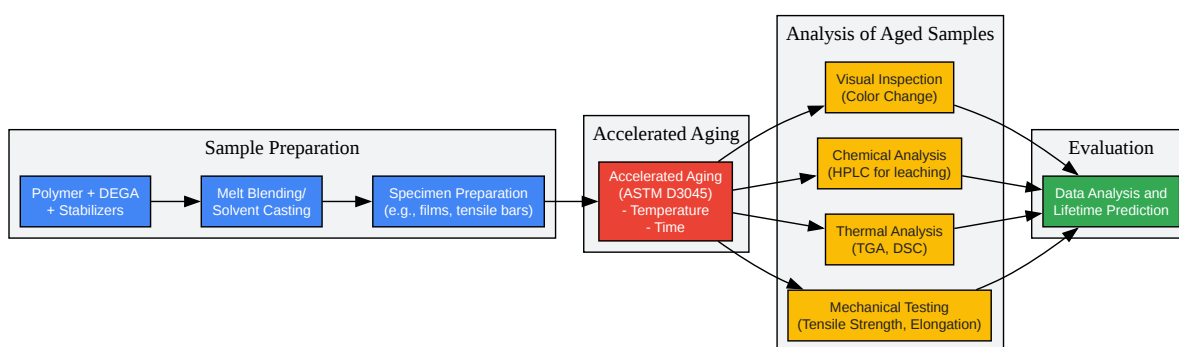 Sample Preparation
Polymer + DEGA
+ Stabilizers
Melt Blending/
Solvent Casting
Specimen Preparation
(e.g., films, tensile bars)
Accelerated Aging
Accelerated Aging
(ASTM D3045)
- Temperature
- Time
Analysis of Aged Samples
Visual Inspection
(Color Change)
Chemical Analysis
(HPLC for leaching)
Thermal Analysis
(TGA, DSC)
Mechanical Testing
(Tensile Strength, Elongation)
Evaluation
Data Analysis and
Lifetime Prediction